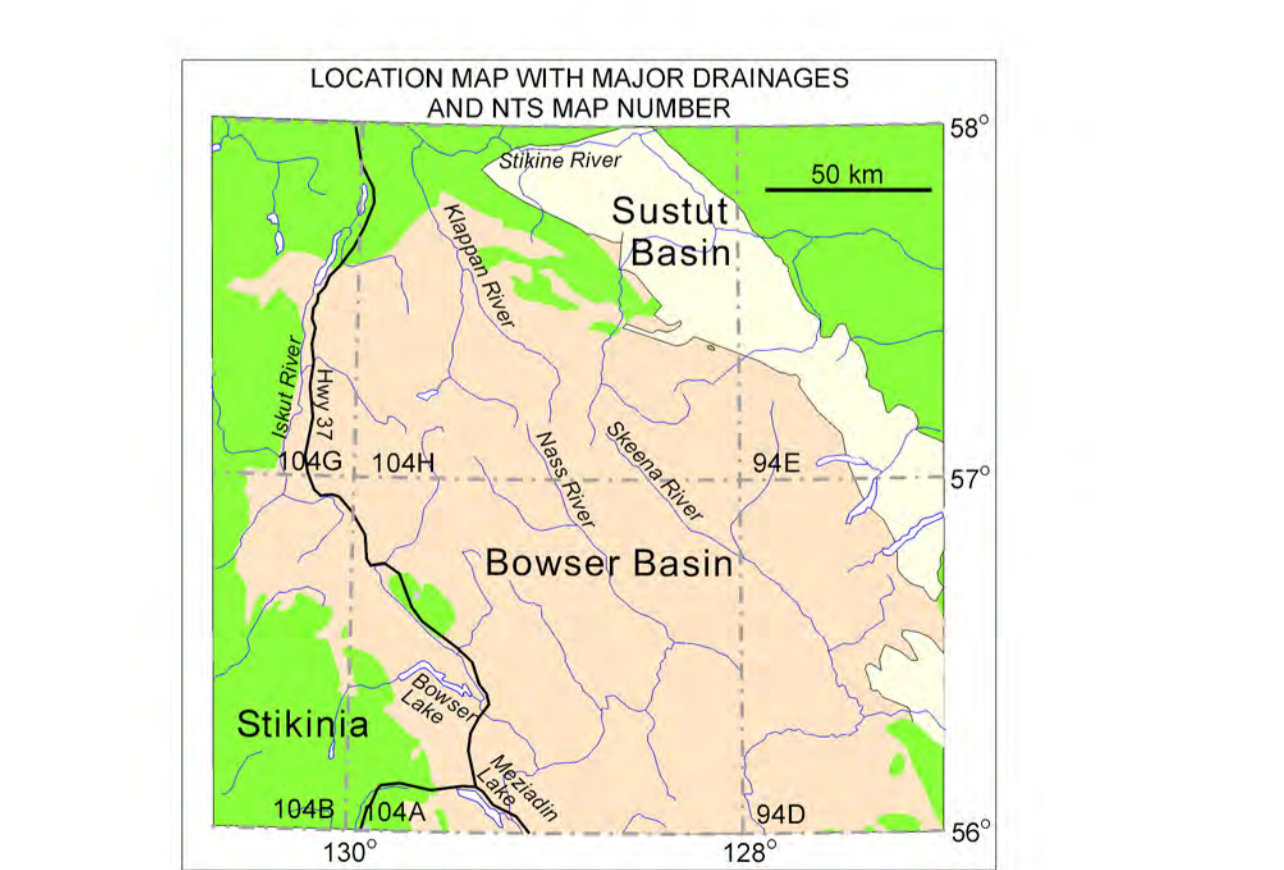 LOCATION MAP WITH MAJOR DRAINAGES
AND NTS MAP NUMBER
58°
Stikine River
50 km
Sustut
Basin
Klappan River
Iskut River
Hwy 37
Nass River
Skeena River
104G
104H
94E
57°
Bowser Basin
Bowser
Lake
Stikinia
Meziadin
Lake
104B
104A
94D
56°
130°
128°